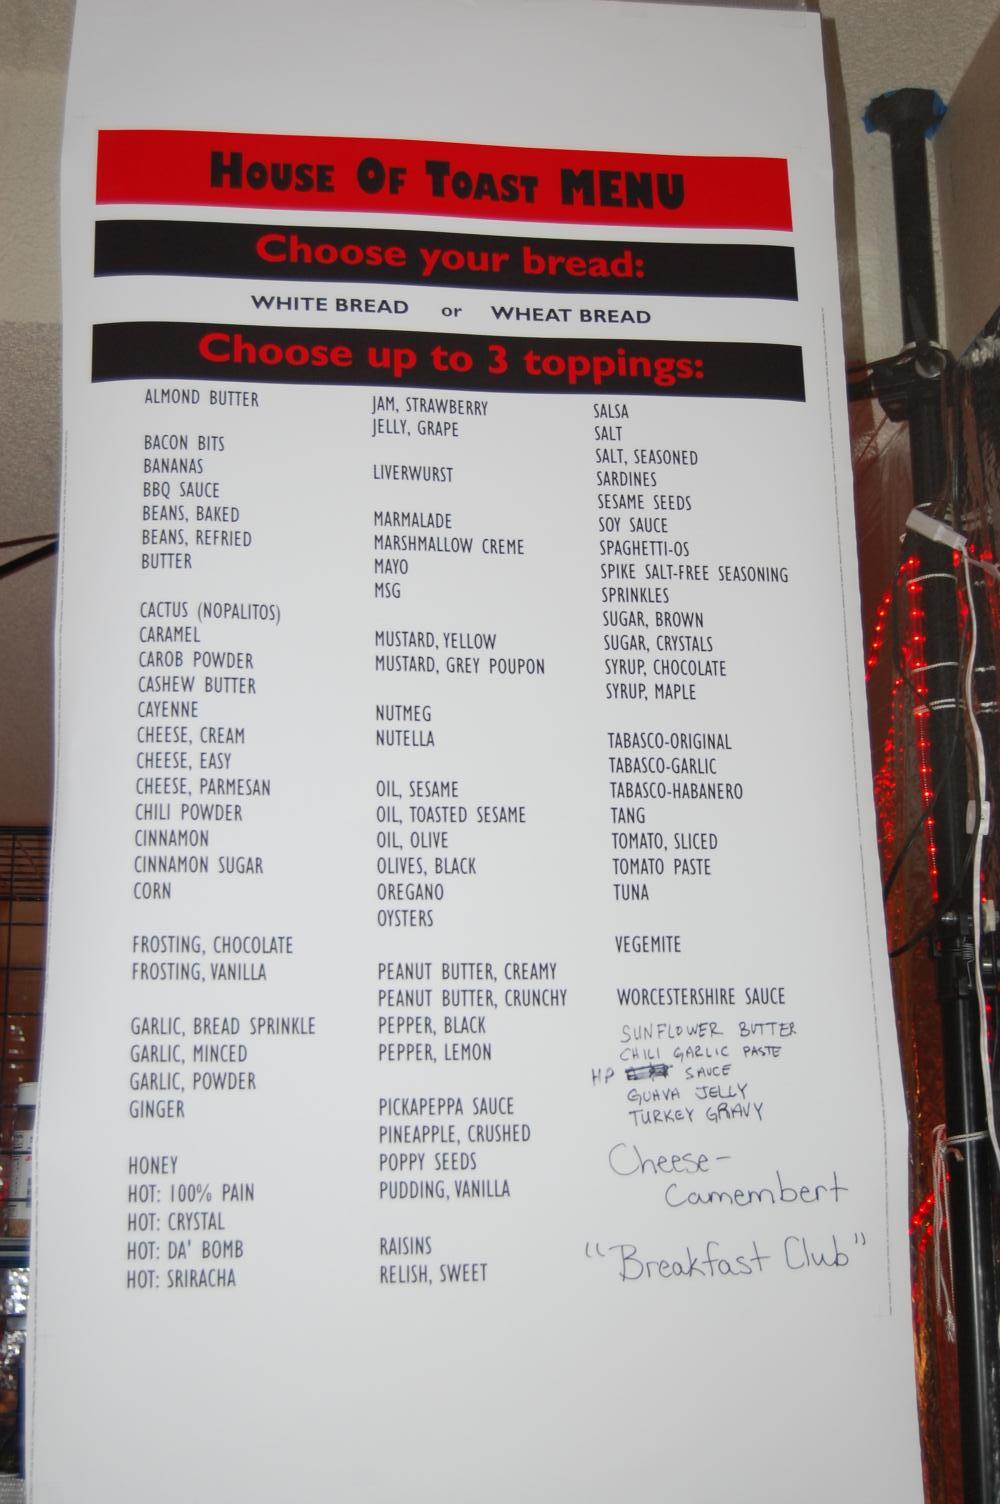 House Of Toast MENU
Choose your bread:
WHITE BREAD or WHEAT BREAD
Choose up to 3 toppings:
ALMOND BUTTER
BACON BITS
BANANAS
BBQ SAUCE
BEANS, BAKED
BEANS, REFRIED
BUTTER
CACTUS (NOPALITOS)
CARAMEL
CAROB POWDER
CASHEW BUTTER
CAYENNE
CHEESE, CREAM
CHEESE, EASY
CHEESE, PARMESAN
CHILI POWDER
CINNAMON
CINNAMON SUGAR
CORN
FROSTING, CHOCOLATE
FROSTING, VANILLA
GARLIC, BREAD SPRINKLE
GARLIC, MINCED
GARLIC, POWDER
GINGER
HONEY
HOT: 100% PAIN
HOT: CRYSTAL
HOT: DA' BOMB
HOT: SRIRACHA
JAM, STRAWBERRY
JELLY, GRAPE
LIVERWURST
MARMALADE
MARSHMALLOW CREME
MAYO
MSG
MUSTARD, YELLOW
MUSTARD, GREY POUPON
NUTMEG
NUTELLA
OIL, SESAME
OIL, TOASTED SESAME
OIL, OLIVE
OLIVES, BLACK
OREGANO
OYSTERS
PEANUT BUTTER, CREAMY
PEANUT BUTTER, CRUNCHY
PEPPER, BLACK
PEPPER, LEMON
PICKAPEPPA SAUCE
PINEAPPLE, CRUSHED
POPPY SEEDS
PUDDING, VANILLA
RAISINS
RELISH, SWEET
SALSA
SALT
SALT, SEASONED
SARDINES
SESAME SEEDS
SOY SAUCE
SPAGHETTI-OS
SPIKE SALT-FREE SEASONING
SPRINKLES
SUGAR, BROWN
SUGAR, CRYSTALS
SYRUP, CHOCOLATE
SYRUP, MAPLE
TABASCO-ORIGINAL
TABASCO-GARLIC
TABASCO-HABANERO
TANG
TOMATO, SLICED
TOMATO PASTE
TUNA
VEGEMITE
WORCESTERSHIRE SAUCE
SUNFLOWER BUTTER
CHILI GARLIC PASTE
HP SAUCE
GUAVA JELLY
TURKEY GRAVY
Cheese-
Camembert
"Breakfast Club"